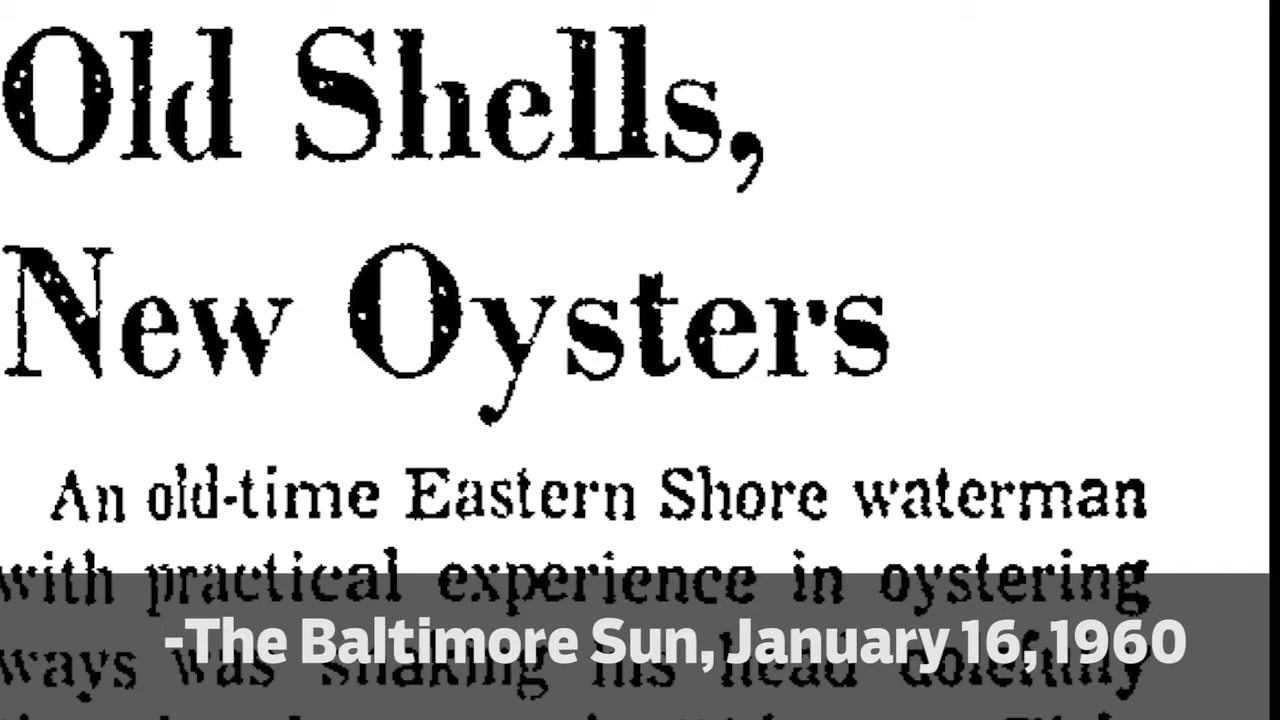 Old Shells,
New Oysters
An old-time Eastern Shore waterman
with practical experience in oystering
ways was shaking his head dolefully
-The Baltimore Sun, January 16, 1960